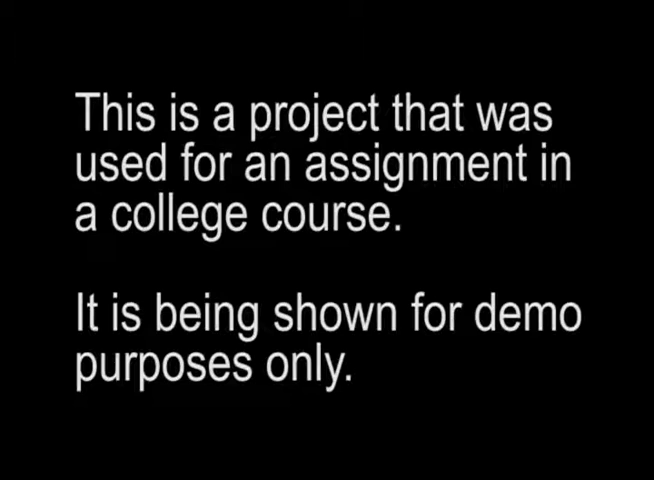 This is a project that was
used for an assignment in
a college course.
It is being shown for demo
purposes only.